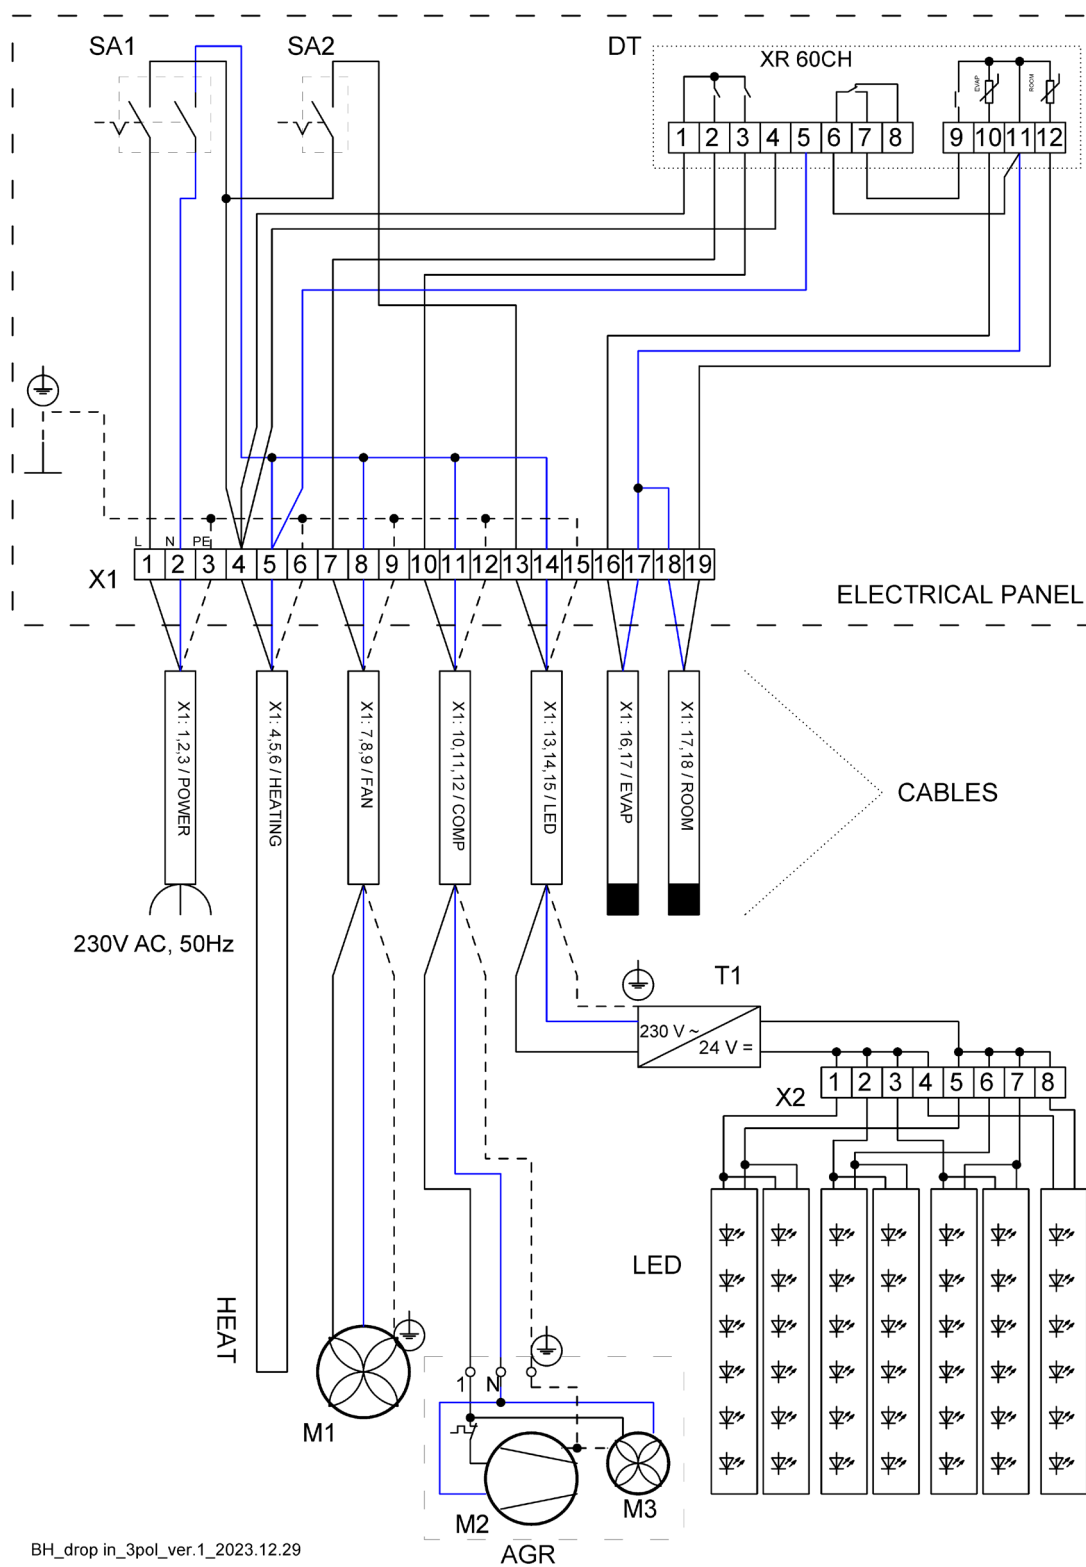 SA1
SA2
DT
XR 60CH
EVAP
ROOM
1 2 3 4 5 6 7 8
9 10 11 12
L N PE
X1
1 2 3 4 5 6 7 8 9 10 11 12 13 14 15 16 17 18 19
ELECTRICAL PANEL
X1: 1,2,3 / POWER
X1: 4,5,6 / HEATING
X1: 7,8,9 / FAN
X1: 10,11,12 / COMP
X1: 13,14,15 / LED
X1: 16,17 / EVAP
X1: 17,18 / ROOM
CABLES
230V AC, 50Hz
T1
230 V ~
24 V =
X2
1 2 3 4 5 6 7 8
LED
HEAT
M1
1 N
M2
M3
AGR
BH_drop in_3pol_ver.1_2023.12.29